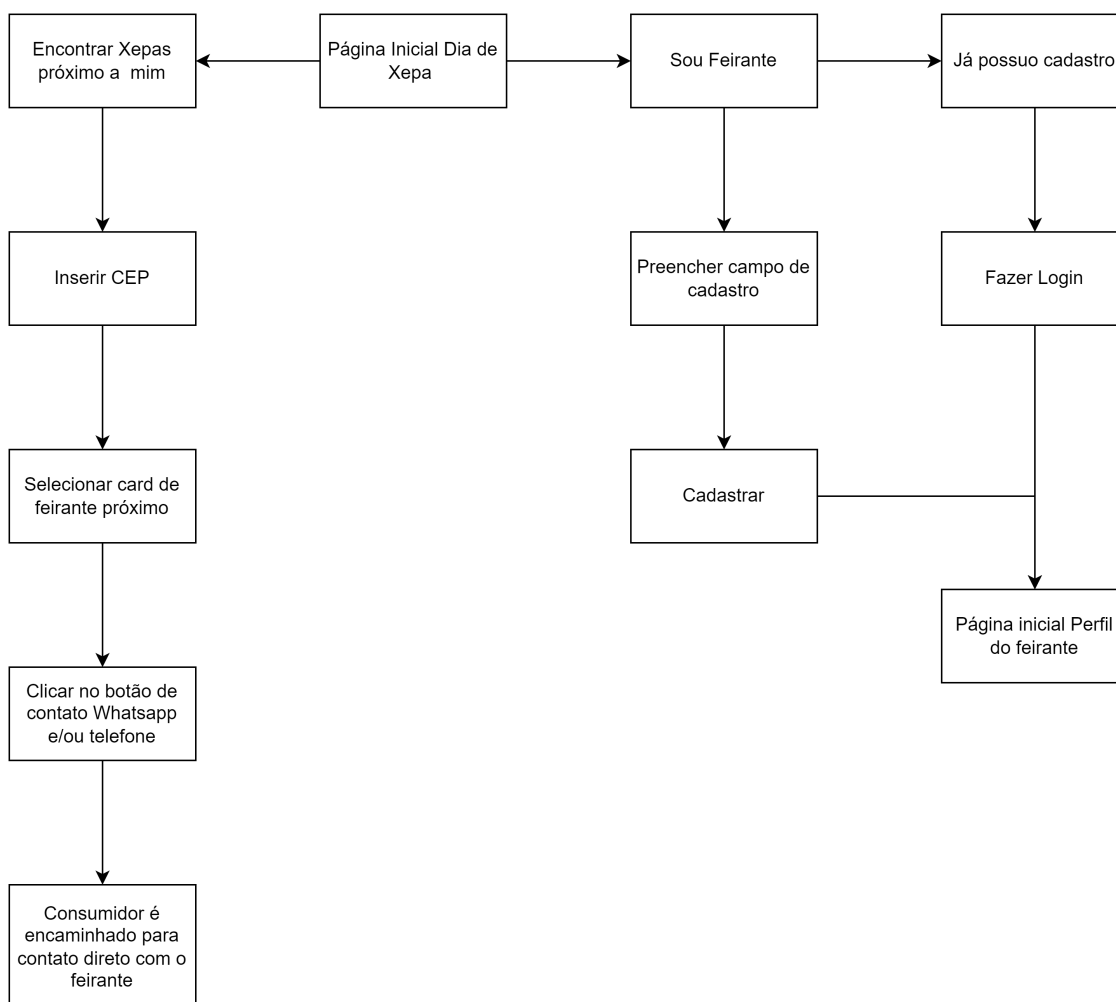 Encontrar Xepas
próximo a mim
Página Inicial Dia de
Xepa
Sou Feirante
Já possuo cadastro
Inserir CEP
Preencher campo de
cadastro
Fazer Login
Selecionar card de
feirante próximo
Cadastrar
Página inicial Perfil
do feirante
Clicar no botão de
contato Whatsapp
e/ou telefone
Consumidor é
encaminhado para
contato direto com o
feirante